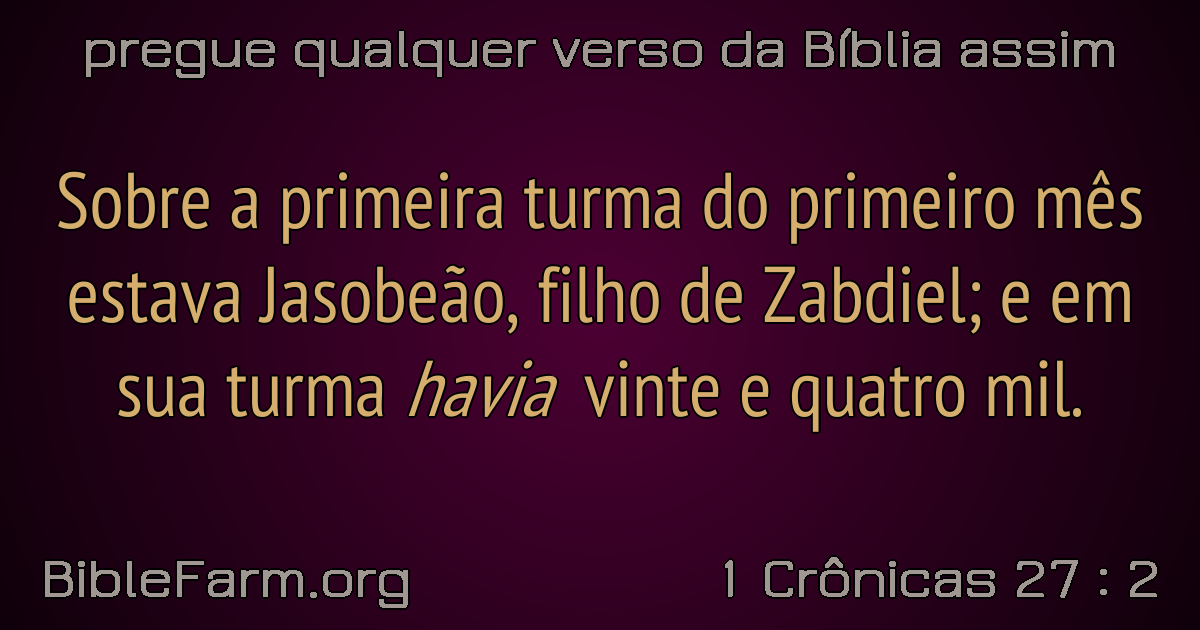 pregue qualquer verso da Bíblia assim
Sobre a primeira turma do primeiro mês
estava Jasobeão, filho de Zabdiel; e em
sua turma havia vinte e quatro mil.
BibleFarm.org
1 Crônicas 27 : 2